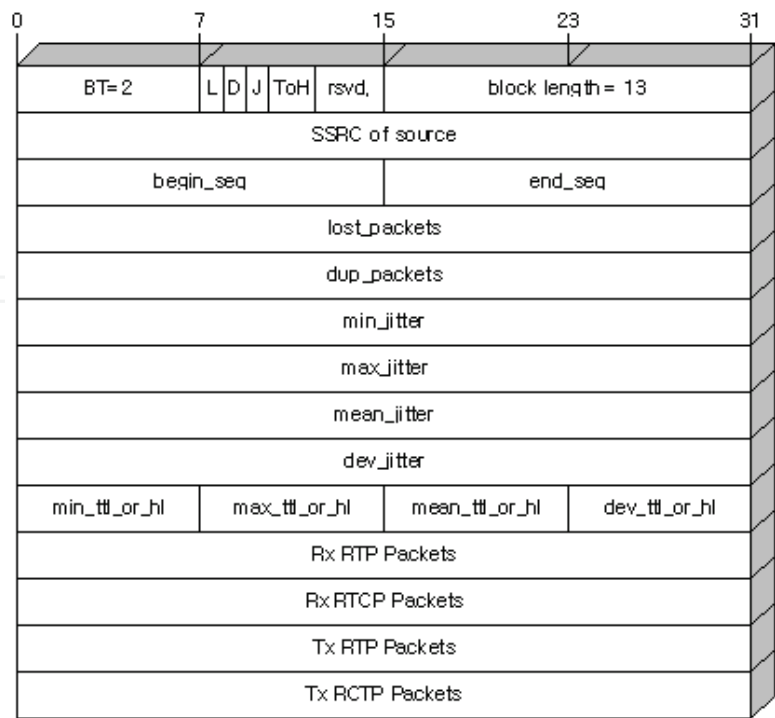 0 7 15 23 31
BT=2 L D J ToH rsvd, block length = 13
SSRC of source
begin_seq end_seq
lost_packets
dup_packets
min_jitter
max_jitter
mean_jitter
dev_jitter
min_ttl_or_hl max_ttl_or_hl mean_ttl_or_hl dev_ttl_or_hl
Rx RTP Packets
Rx RTCP Packets
Tx RTP Packets
Tx RCTP Packets